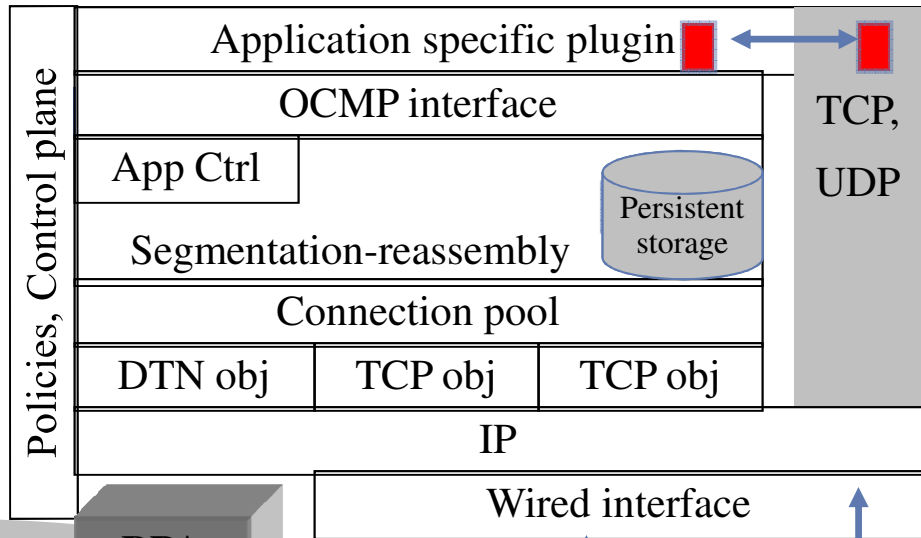 Policies, Control plane
Application specific plugin
OCMP interface
TCP,
UDP
App Ctrl
Persistent
storage
Segmentation-reassembly
Connection pool
DTN obj
TCP obj
TCP obj
IP
Wired interface